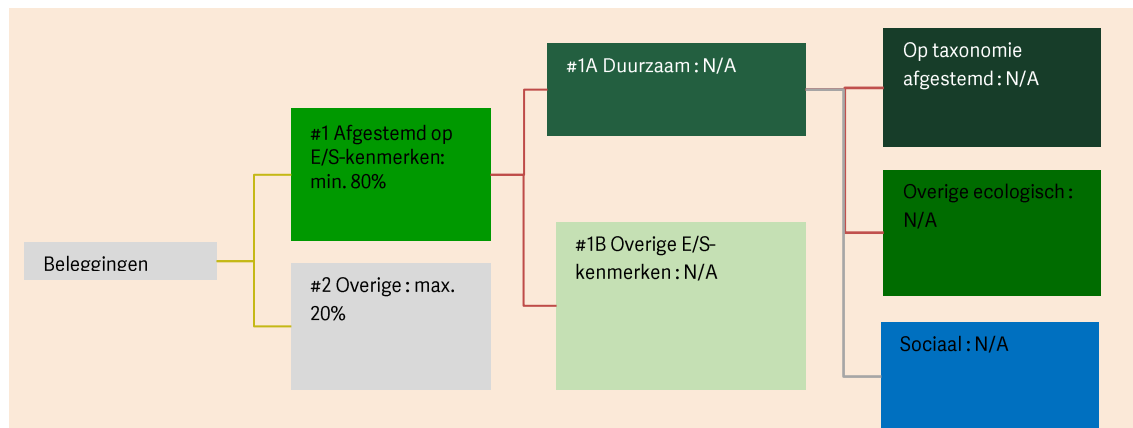 Beleggingen
#1 Afgestemd op
E/S-kenmerken:
min. 80%
#2 Overige : max.
20%
#1A Duurzaam : N/A
#1B Overige E/S-
kenmerken : N/A
Op taxonomie
afgestemd : N/A
Overige ecologisch :
N/A
Sociaal : N/A